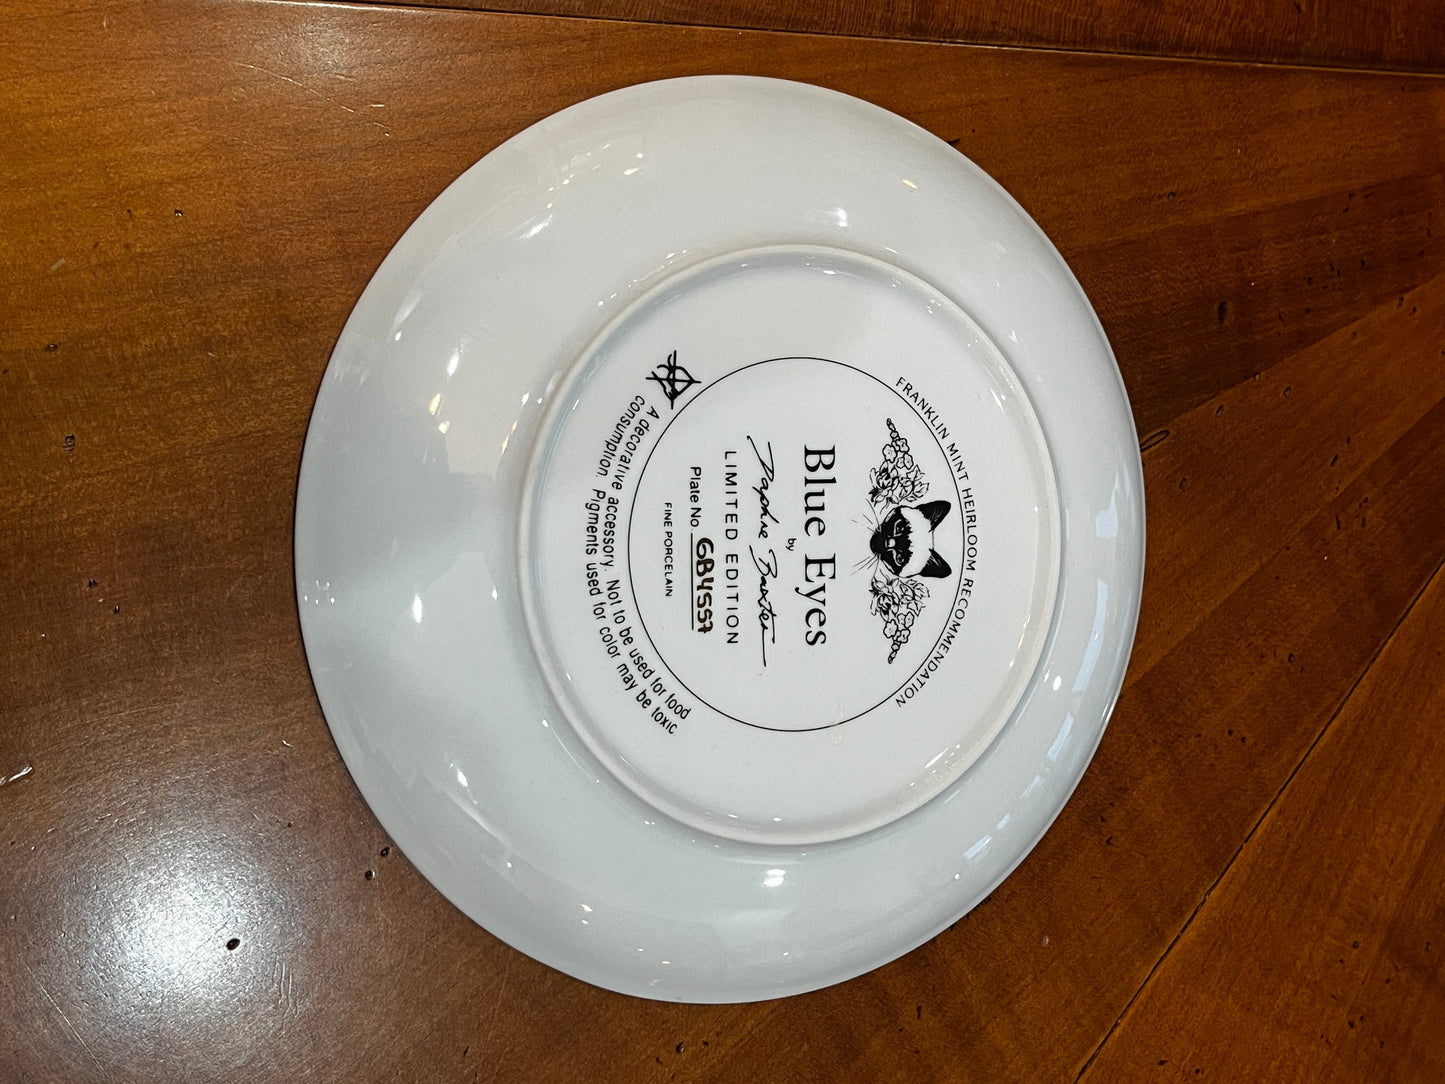 FRANKLIN MINT HEIRLOOM RECOMMENDATION
Blue Eyes
by
Daphne Baxter
LIMITED EDITION
Plate No. GB4557
FINE PORCELAIN
A decorative accessory. Not to be used for food
consumption. Pigments used for color may be toxic.